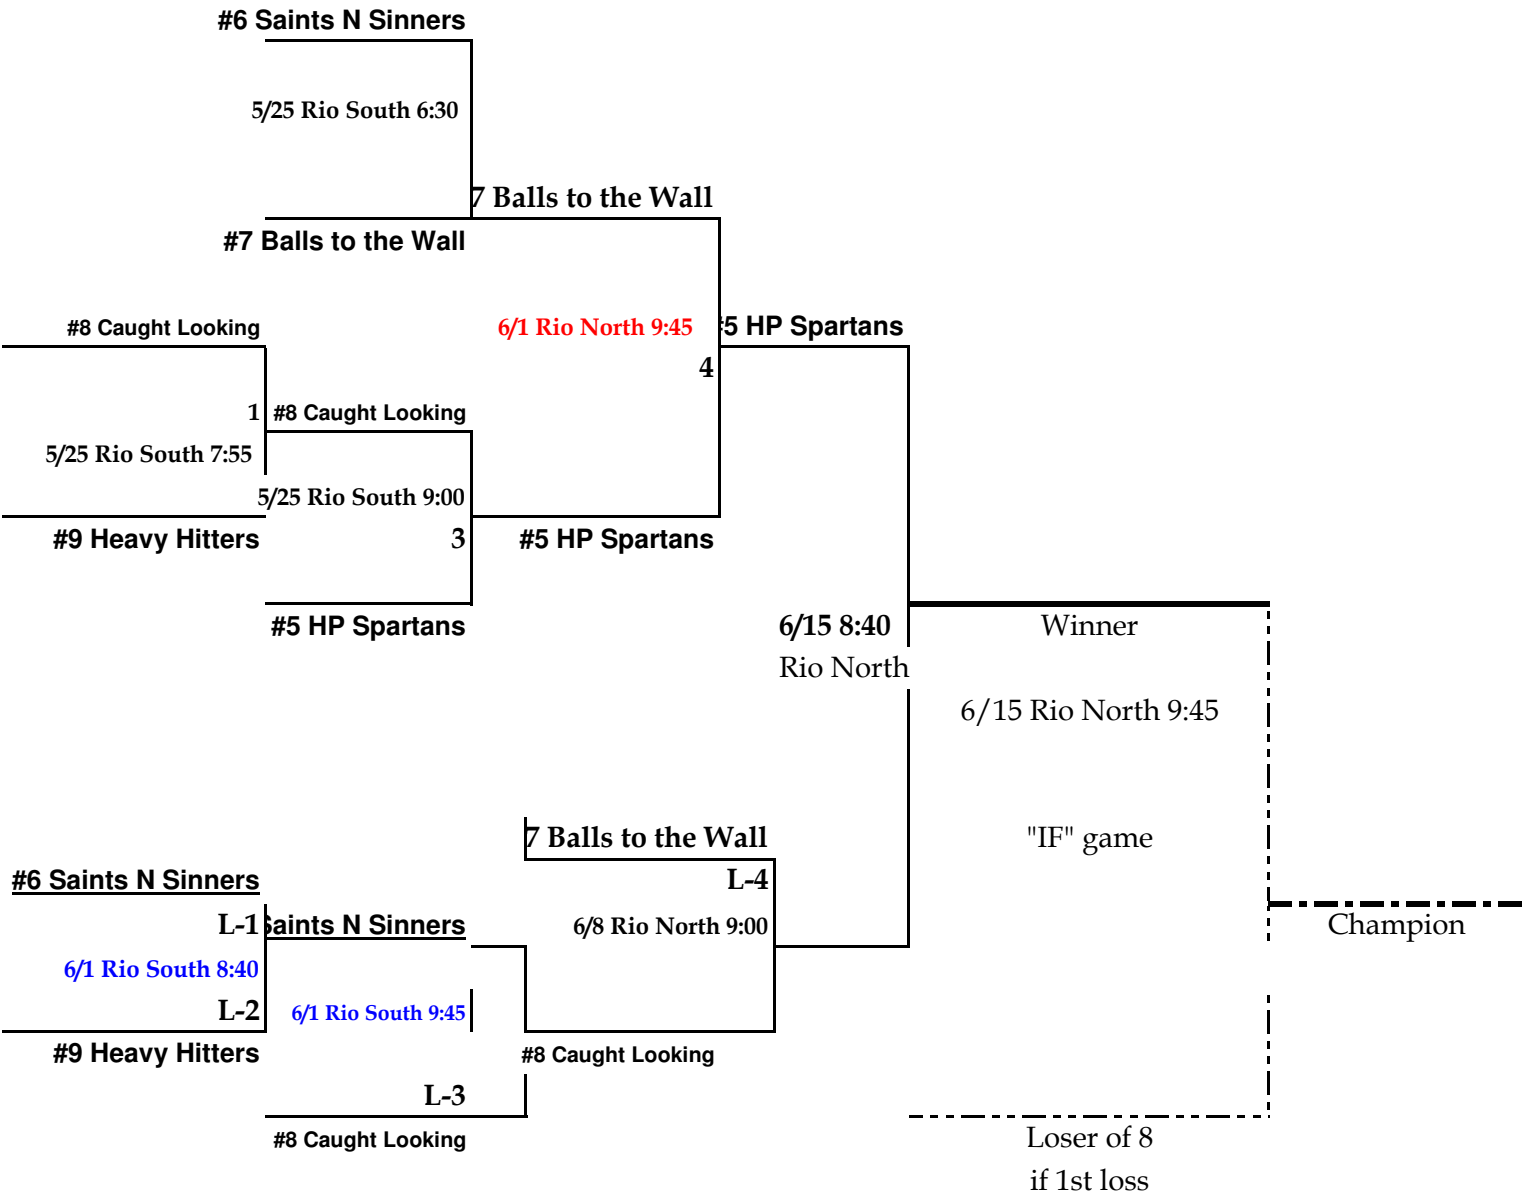 #6 Saints N Sinners
5/25 Rio South 6:30
7 Balls to the Wall
#7 Balls to the Wall
#8 Caught Looking
6/1 Rio North 9:45
#5 HP Spartans
4
1
#8 Caught Looking
5/25 Rio South 7:55
5/25 Rio South 9:00
#9 Heavy Hitters
3
#5 HP Spartans
#5 HP Spartans
6/15 8:40
Rio North
Winner
6/15 Rio North 9:45
7 Balls to the Wall
"IF" game
#6 Saints N Sinners
L-4
L-1
Saints N Sinners
6/8 Rio North 9:00
Champion
6/1 Rio South 8:40
L-2
6/1 Rio South 9:45
#9 Heavy Hitters
#8 Caught Looking
L-3
#8 Caught Looking
Loser of 8
if 1st loss